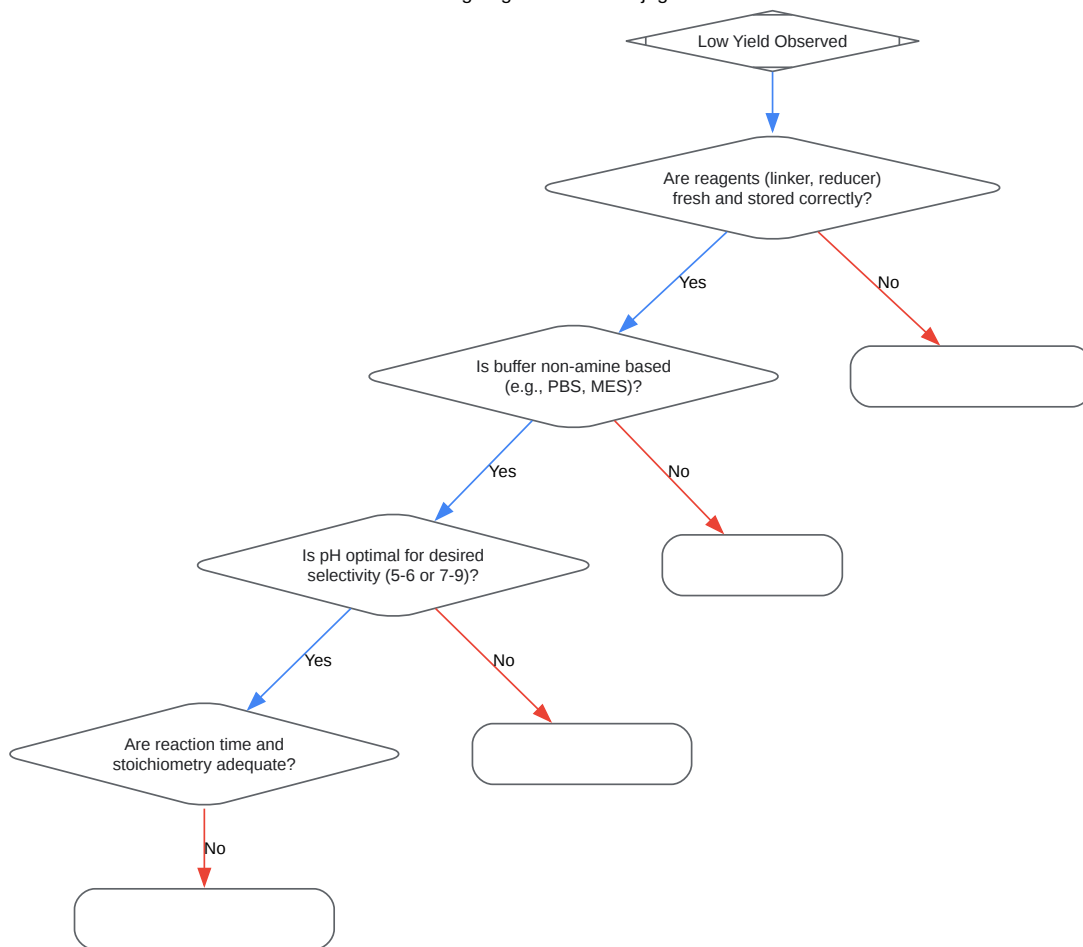 Low Yield Observed
Are reagents (linker, reducer)
fresh and stored correctly?
Yes
No
Is buffer non-amine based
(e.g., PBS, MES)?
Yes
No
Is pH optimal for desired
selectivity (5-6 or 7-9)?
Yes
No
Are reaction time and
stoichiometry adequate?
No